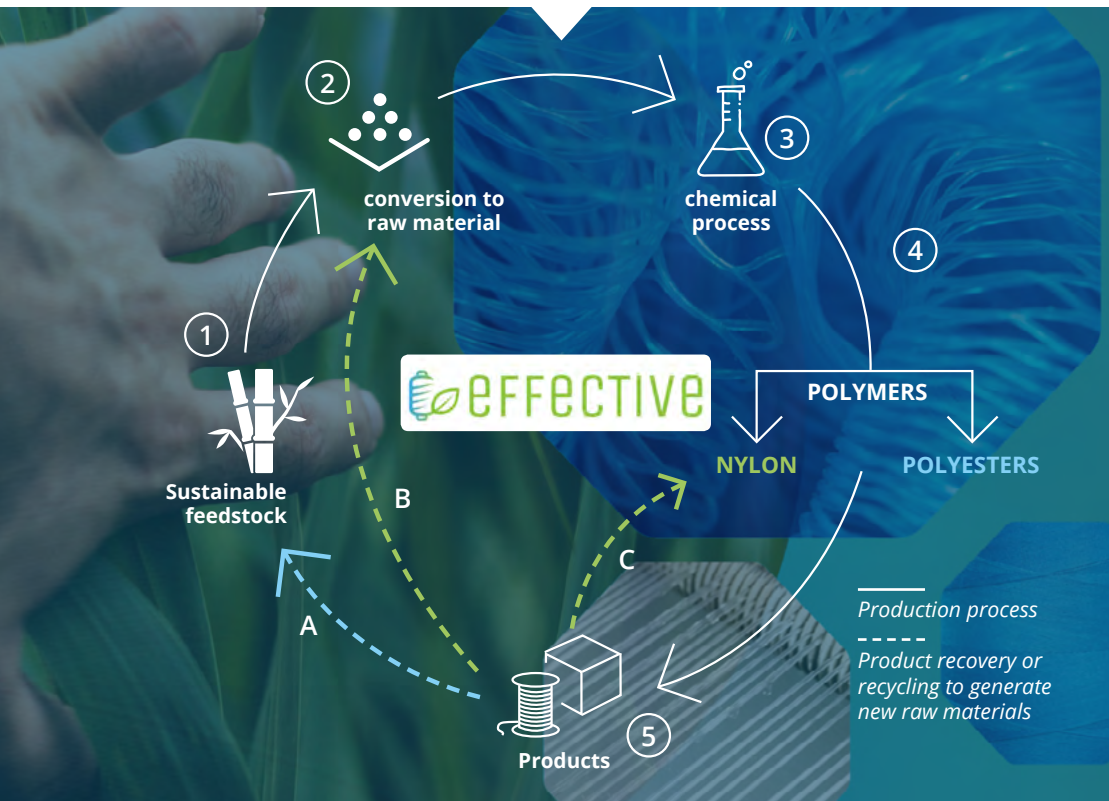 2
conversion to
raw material
3
chemical
process
4
1
Sustainable
feedstock
effective
POLYMERS
NYLON
POLYESTERS
B
C
A
Production process
Product recovery or
recycling to generate
new raw materials
5
Products